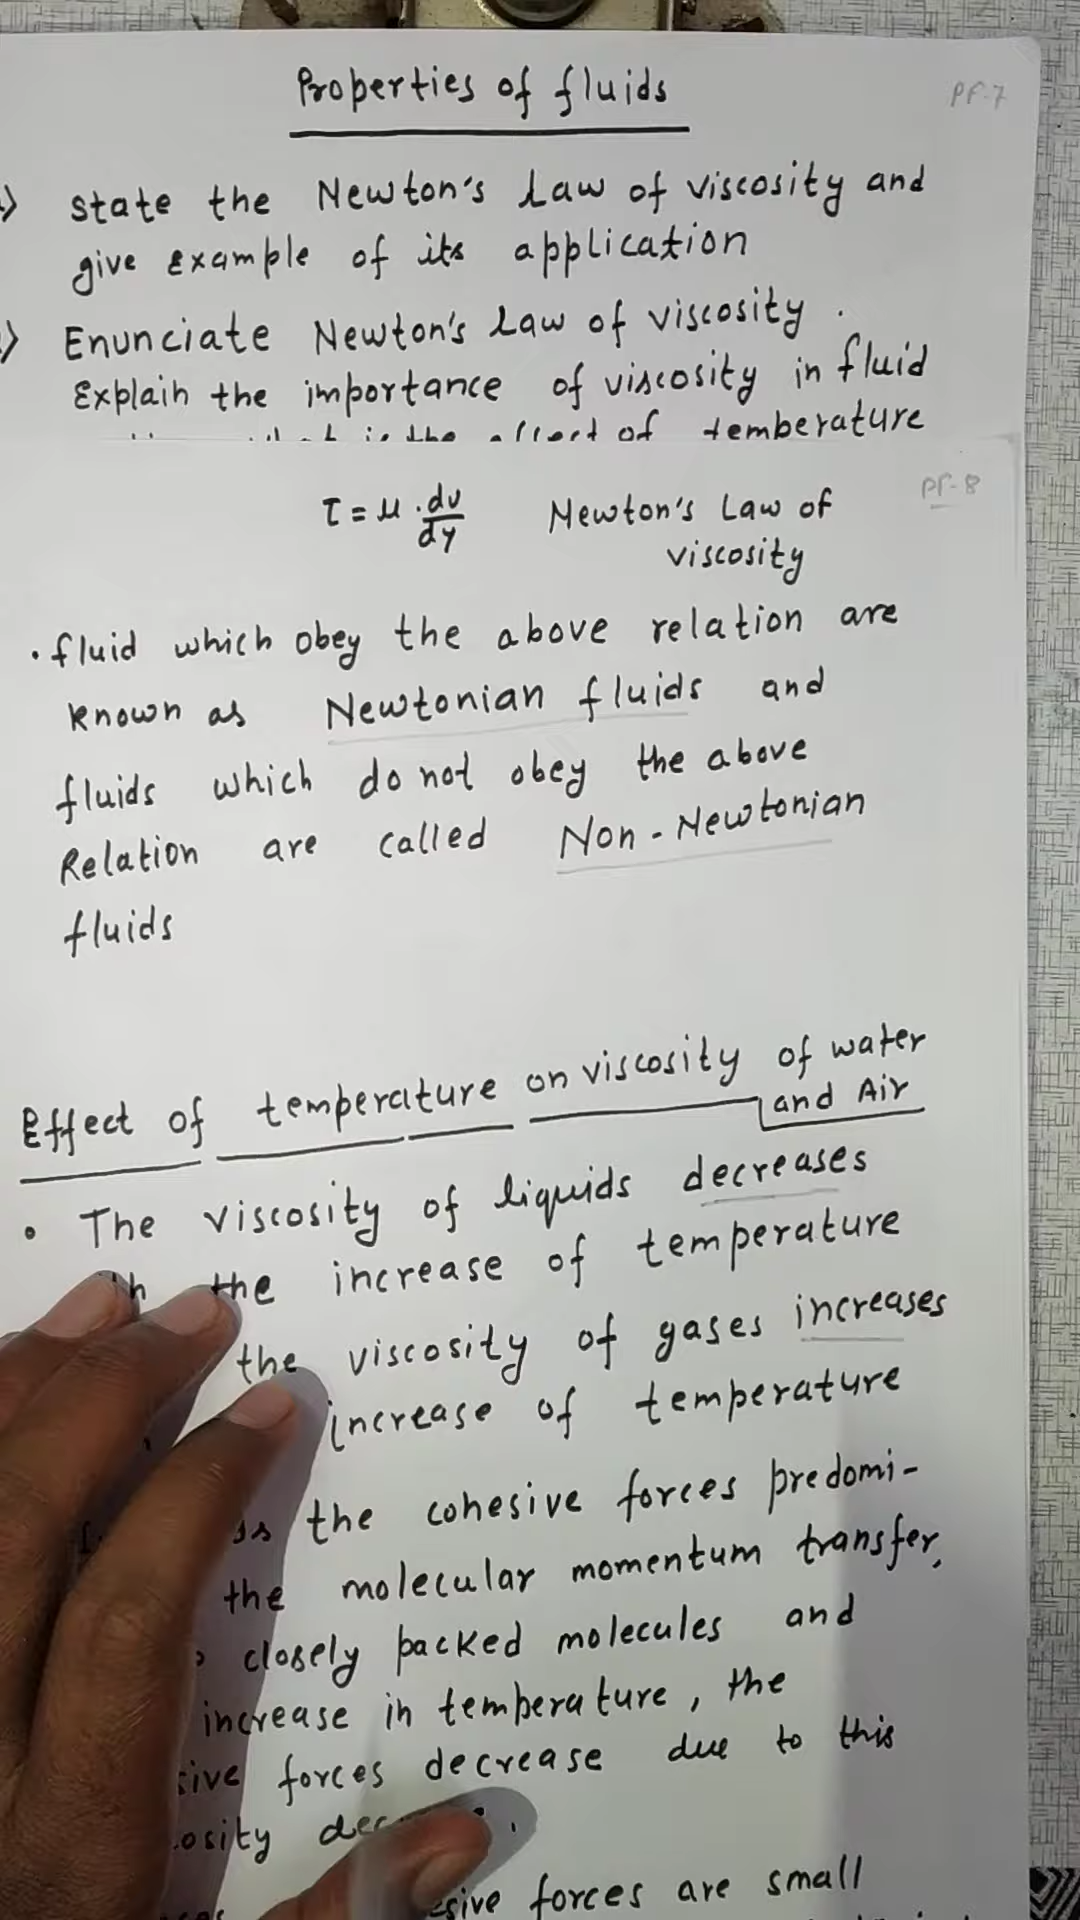 Properties of fluids
PF-7
State the Newton's Law of viscosity and
give example of its application
Enunciate Newton's Law of viscosity.
Explain the importance of viscosity in fluid
is the effect of temperature
PF-8
τ = μ . du/dy Newton's Law of
viscosity
• fluid which obey the above relation are
known as Newtonian fluids and
fluids which do not obey the above
Relation are called Non-Newtonian
fluids
Effect of temperature on viscosity of water
and Air
• The viscosity of liquids decreases
the increase of temperature
the viscosity of gases increases
increase of temperature
the cohesive forces predomi-
the molecular momentum transfer,
closely packed molecules and
increase in temperature, the
forces decrease due to this
forces are small